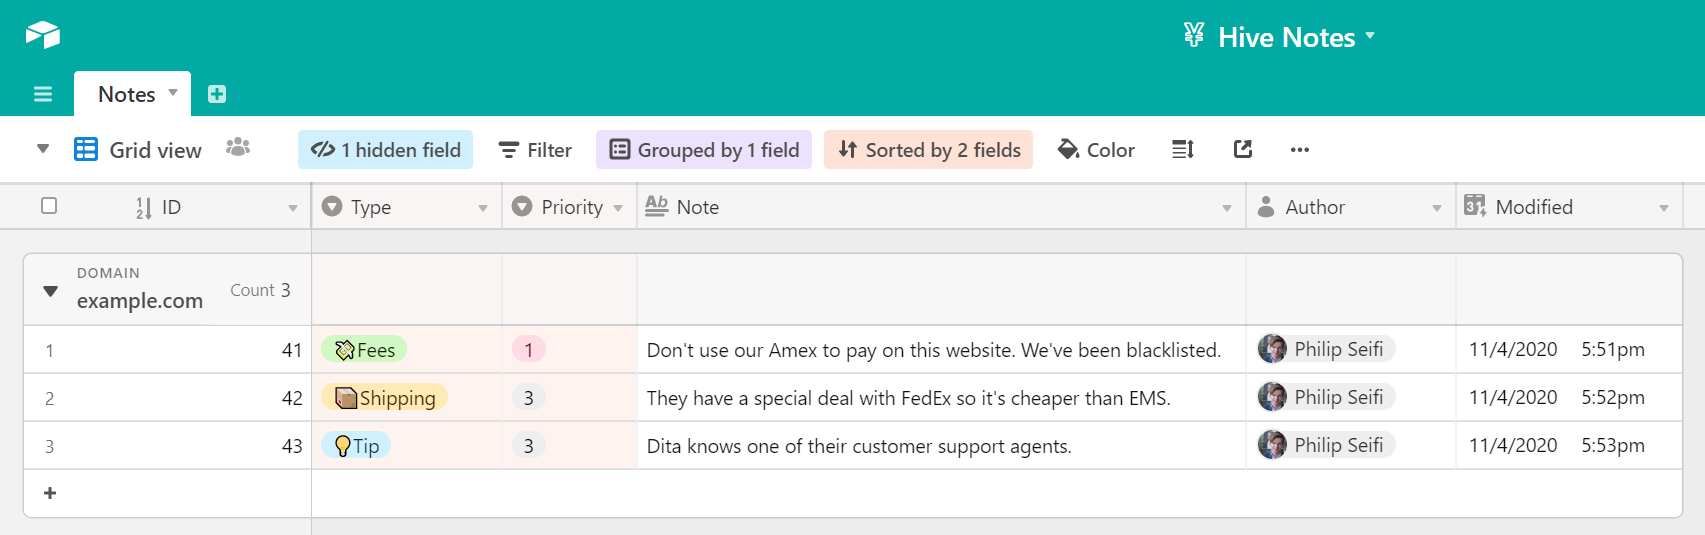 ¥ Hive Notes
Notes
Grid view 1 hidden field Filter Grouped by 1 field Sorted by 2 fields Color
ID Type Priority Ab Note Author 31 Modified
DOMAIN
example.com Count 3
1 41 Fees 1 Don't use our Amex to pay on this website. We've been blacklisted. Philip Seifi 11/4/2020 5:51pm
2 42 Shipping 3 They have a special deal with FedEx so it's cheaper than EMS. Philip Seifi 11/4/2020 5:52pm
3 43 Tip 3 Dita knows one of their customer support agents. Philip Seifi 11/4/2020 5:53pm
+